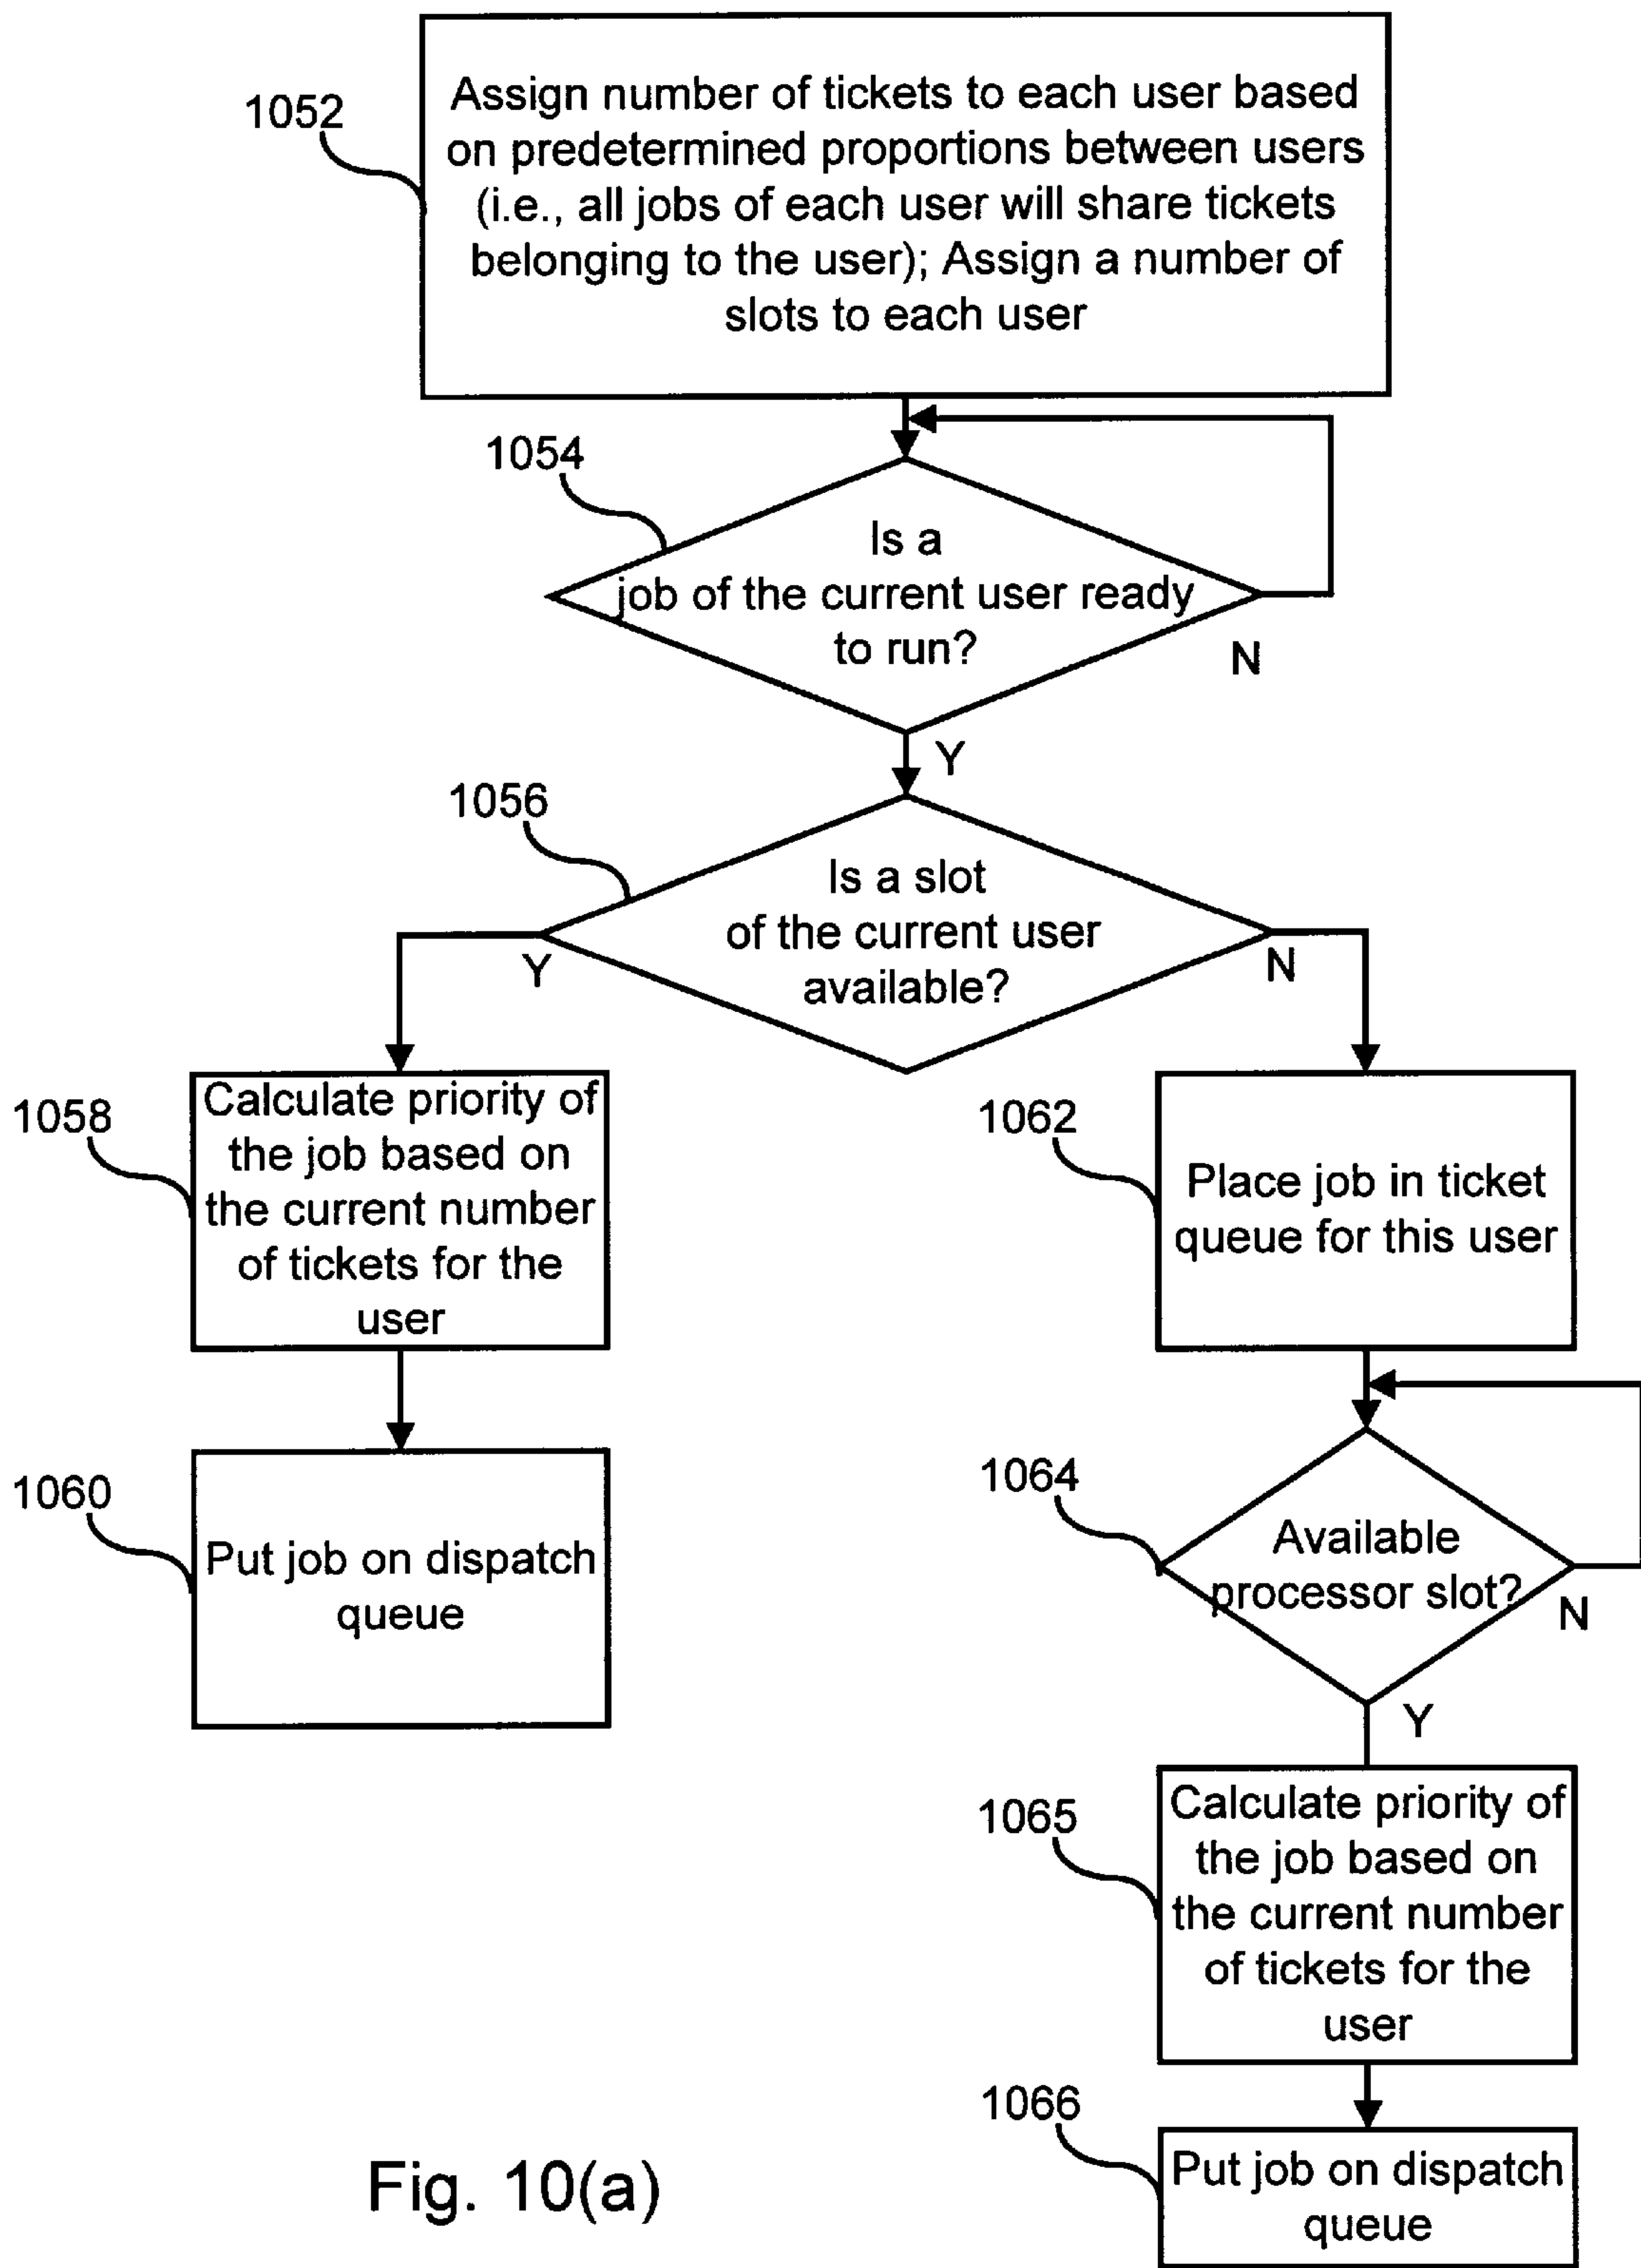 1052
Assign number of tickets to each user based
on predetermined proportions between users
(i.e., all jobs of each user will share tickets
belonging to the user); Assign a number of
slots to each user
1054
Is a
job of the current user ready
to run?
N
Y
1056
Is a slot
of the current user
available?
Y
N
1058
Calculate priority of
the job based on
the current number
of tickets for the
user
1062
Place job in ticket
queue for this user
1060
Put job on dispatch
queue
1064
Available
processor slot?
N
Y
1065
Calculate priority of
the job based on
the current number
of tickets for the
user
1066
Put job on dispatch
queue
Fig. 10(a)